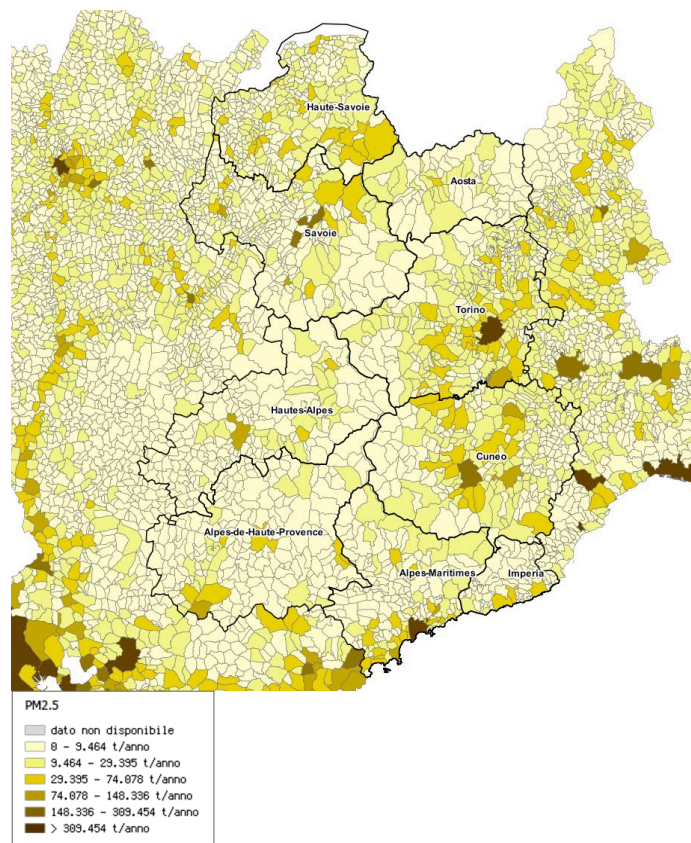 Haute-Savoie
Aosta
Savoie
Torino
Hautes-Alpes
Cuneo
Alpes-de-Haute-Provence
Alpes-Maritimes
Imperia
PM2.5
dato non disponibile
0 - 9.464 t/anno
9.464 - 29.395 t/anno
29.395 - 74.078 t/anno
74.078 - 148.336 t/anno
148.336 - 309.454 t/anno
> 309.454 t/anno